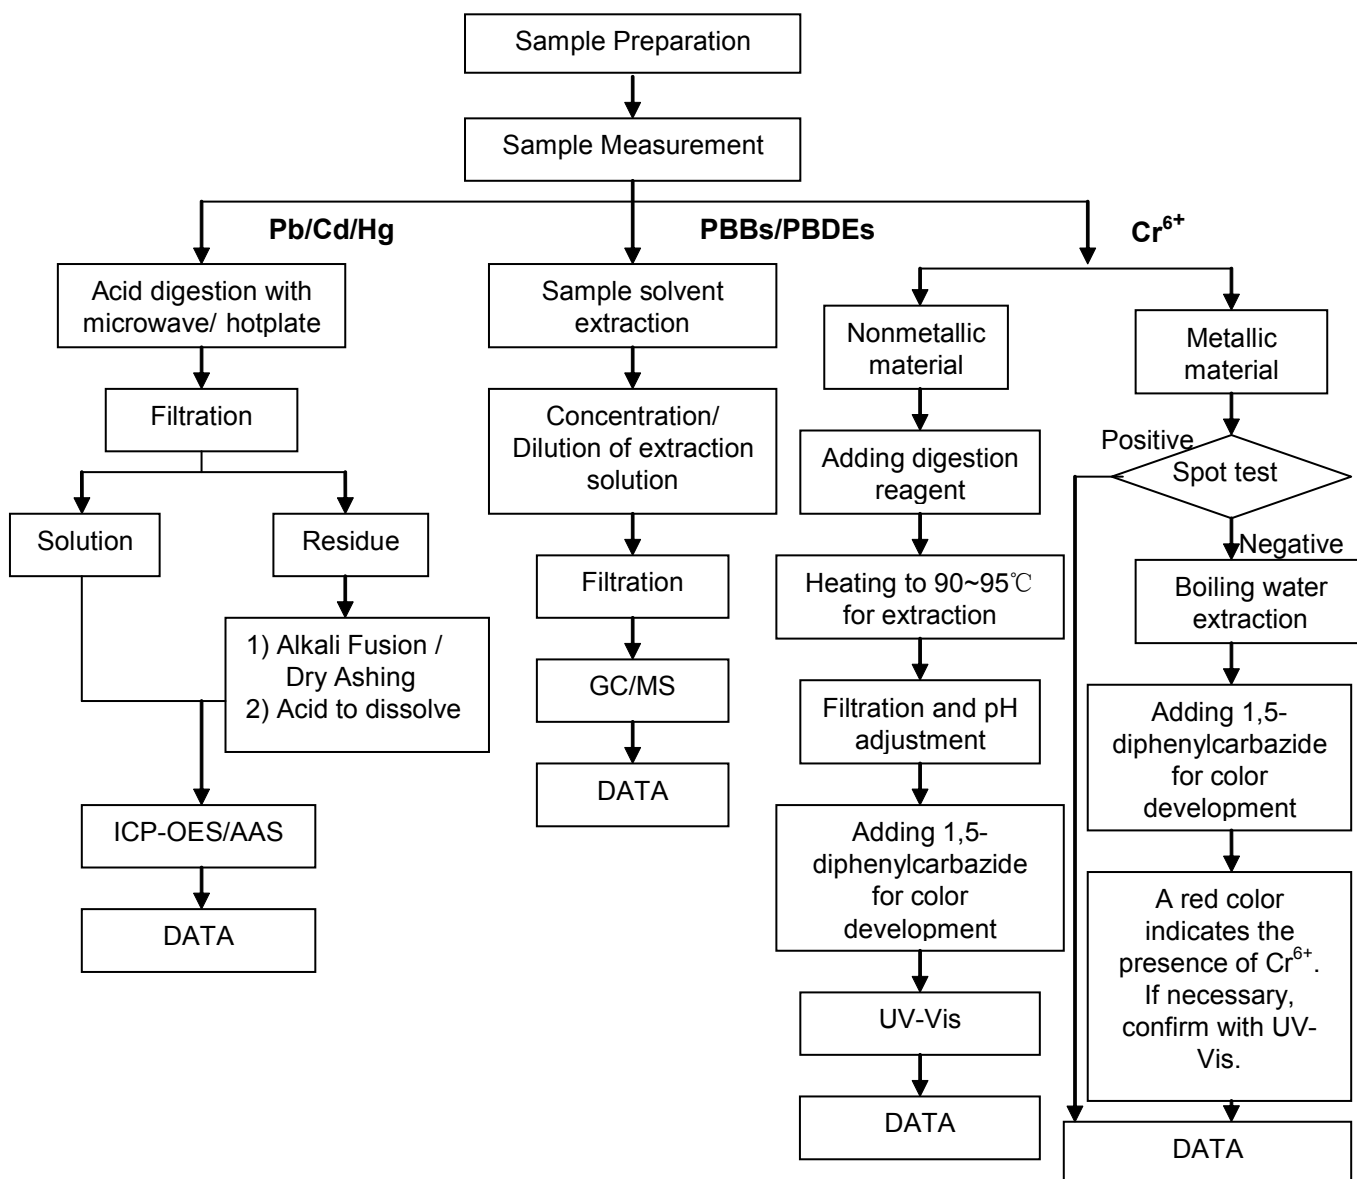 Sample Preparation
Sample Measurement
Pb/Cd/Hg
PBBs/PBDEs
Cr⁶⁺
Acid digestion with
microwave/ hotplate
Filtration
Solution
Residue
1) Alkali Fusion /
Dry Ashing
2) Acid to dissolve
ICP-OES/AAS
DATA
Sample solvent
extraction
Concentration/
Dilution of extraction
solution
Filtration
GC/MS
DATA
Nonmetallic
material
Adding digestion
reagent
Heating to 90~95℃
for extraction
Filtration and pH
adjustment
Adding 1,5-
diphenylcarbazide
for color
development
UV-Vis
DATA
Metallic
material
Positive
Spot test
Negative
Boiling water
extraction
Adding 1,5-
diphenylcarbazide
for color
development
A red color
indicates the
presence of Cr⁶⁺.
If necessary,
confirm with UV-
Vis.
DATA